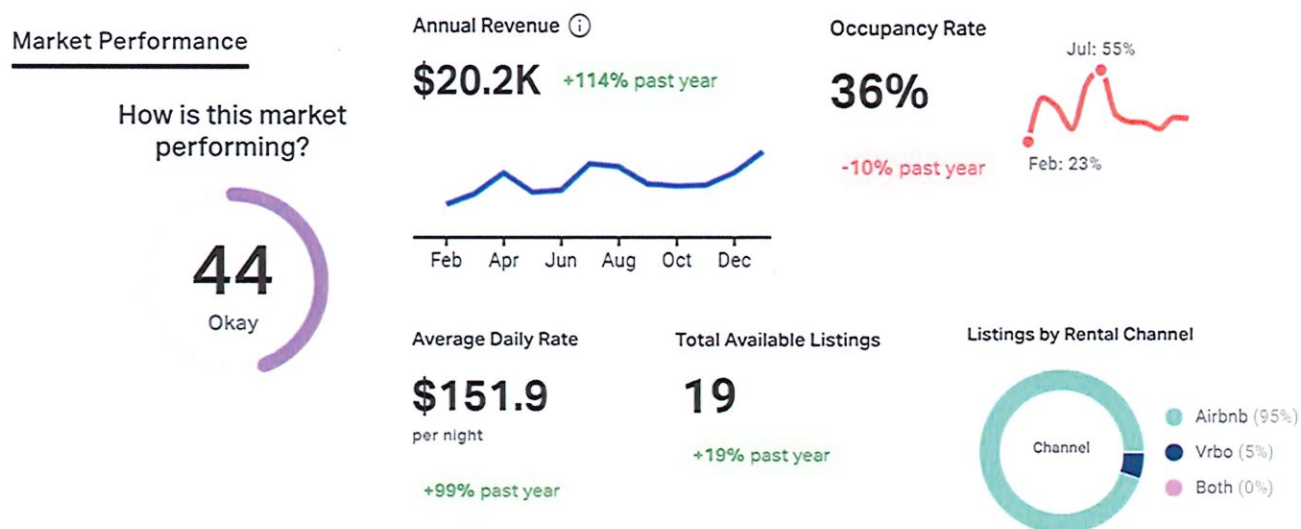 Market Performance
How is this market
performing?
44
Okay
Annual Revenue ⓘ
$20.2K +114% past year
Feb Apr Jun Aug Oct Dec
Occupancy Rate
36%
-10% past year
Jul: 55%
Feb: 23%
Average Daily Rate
$151.9
per night
+99% past year
Total Available Listings
19
+19% past year
Listings by Rental Channel
Channel
Airbnb (95%)
Vrbo (5%)
Both (0%)